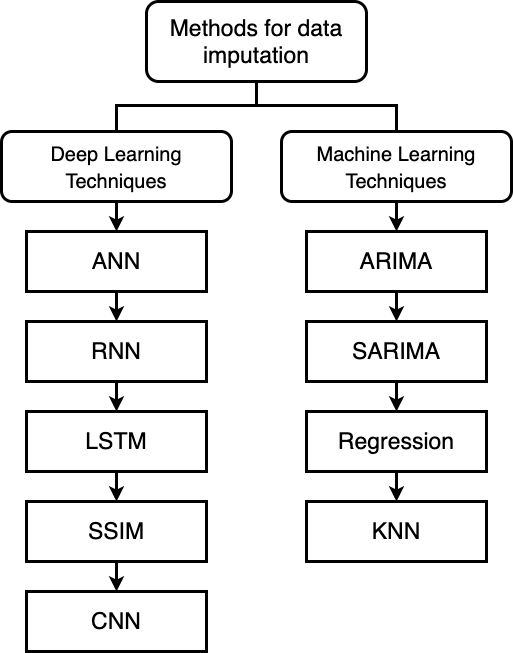 Methods for data
imputation
Deep Learning
Techniques
ANN
RNN
LSTM
SSIM
CNN
Machine Learning
Techniques
ARIMA
SARIMA
Regression
KNN